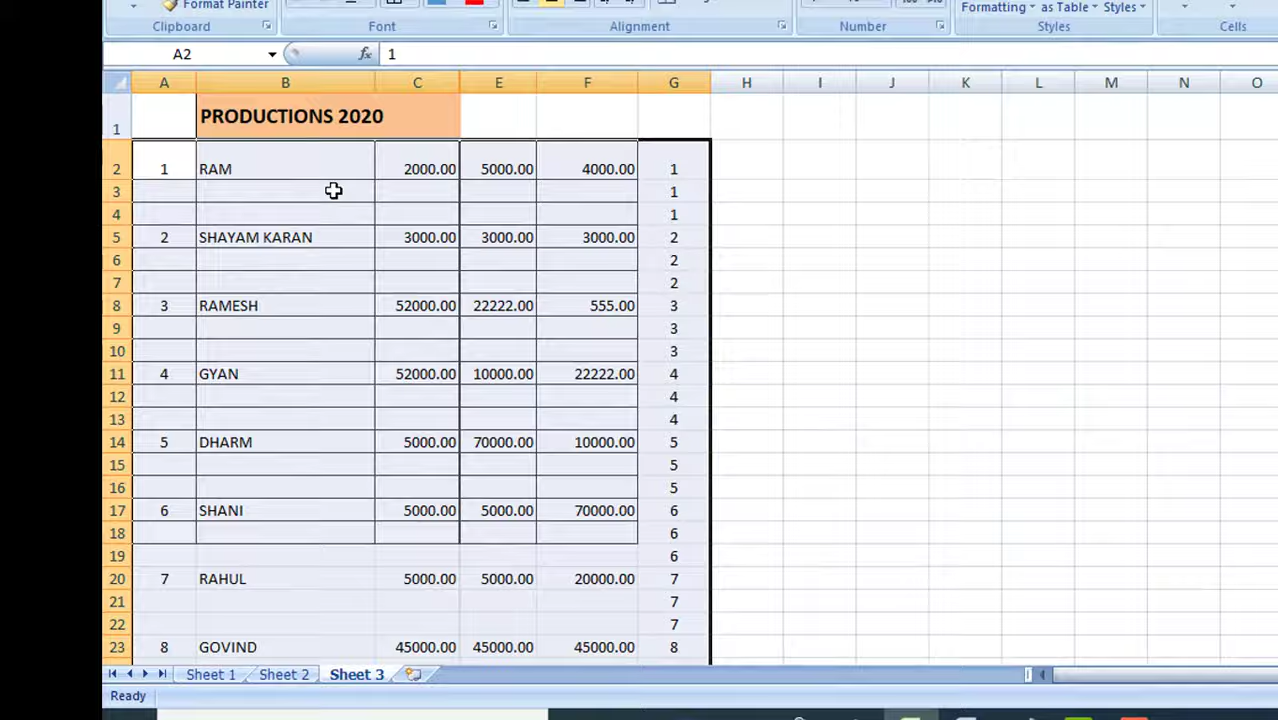 Format Painter
Formatting as Table Styles
Clipboard Font Alignment Number Styles Cells
A2 fx 1
A B C E F G H I J K L M N O
1 PRODUCTIONS 2020
2 1 RAM 2000.00 5000.00 4000.00 1
3 1
4 1
5 2 SHAYAM KARAN 3000.00 3000.00 3000.00 2
6 2
7 2
8 3 RAMESH 52000.00 22222.00 555.00 3
9 3
10 3
11 4 GYAN 52000.00 10000.00 22222.00 4
12 4
13 4
14 5 DHARM 5000.00 70000.00 10000.00 5
15 5
16 5
17 6 SHANI 5000.00 5000.00 70000.00 6
18 6
19 6
20 7 RAHUL 5000.00 5000.00 20000.00 7
21 7
22 7
23 8 GOVIND 45000.00 45000.00 45000.00 8
Sheet 1 Sheet 2 Sheet 3
Ready